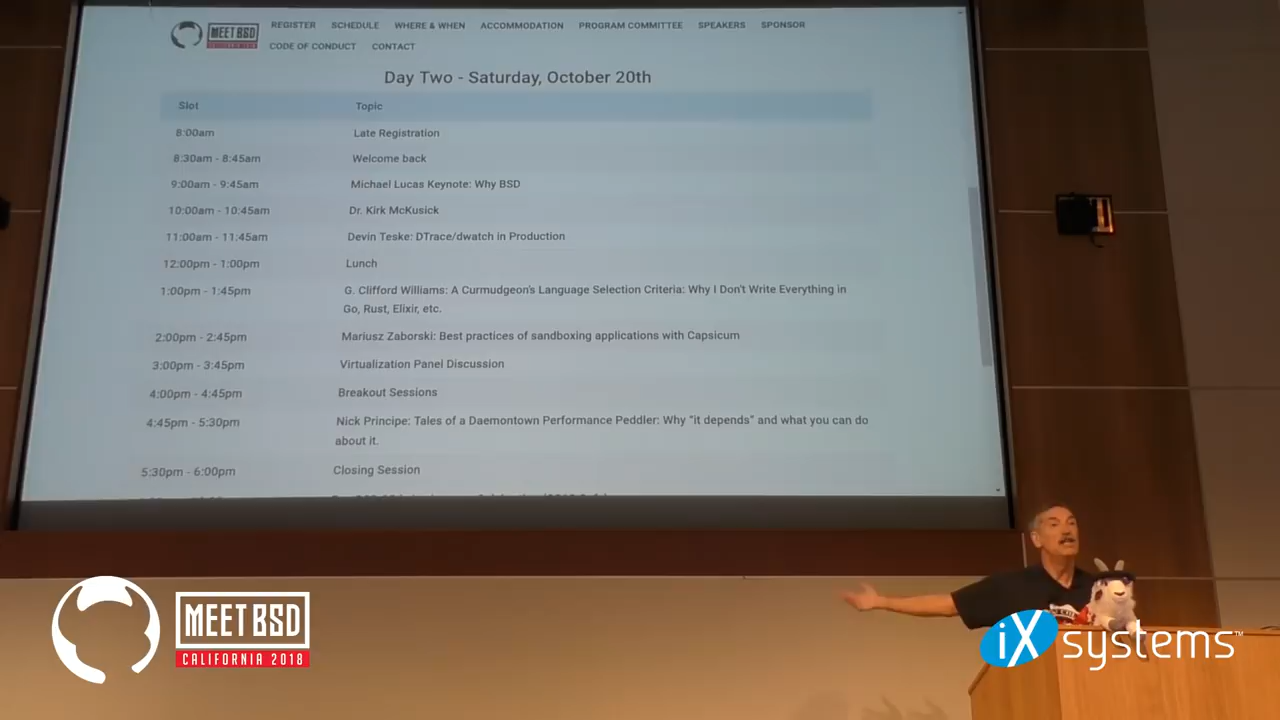 MEET BSD
CALIFORNIA 2018
REGISTER SCHEDULE WHERE & WHEN ACCOMMODATION PROGRAM COMMITTEE SPEAKERS SPONSOR
CODE OF CONDUCT CONTACT
Day Two - Saturday, October 20th
Slot Topic
8:00am Late Registration
8:30am - 8:45am Welcome back
9:00am - 9:45am Michael Lucas Keynote: Why BSD
10:00am - 10:45am Dr. Kirk McKusick
11:00am - 11:45am Devin Teske: DTrace/dwatch in Production
12:00pm - 1:00pm Lunch
1:00pm - 1:45pm G. Clifford Williams: A Curmudgeon's Language Selection Criteria: Why I Don't Write Everything in
Go, Rust, Elixir, etc.
2:00pm - 2:45pm Mariusz Zaborski: Best practices of sandboxing applications with Capsicum
3:00pm - 3:45pm Virtualization Panel Discussion
4:00pm - 4:45pm Breakout Sessions
4:45pm - 5:30pm Nick Principe: Tales of a Daemontown Performance Peddler: Why "it depends" and what you can do
about it.
5:30pm - 6:00pm Closing Session
MEET BSD
CALIFORNIA 2018
iXsystems™